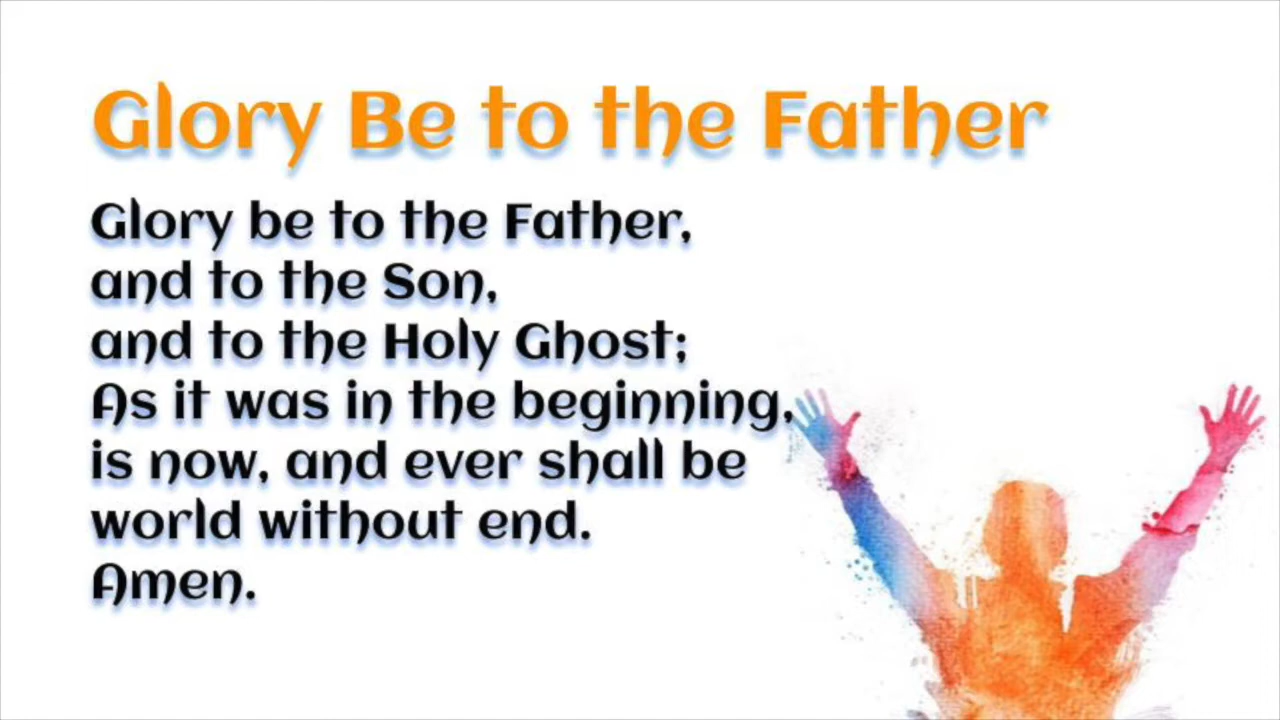 Glory Be to the Father
Glory be to the Father,
and to the Son,
and to the Holy Ghost;
As it was in the beginning,
is now, and ever shall be
world without end.
Amen.